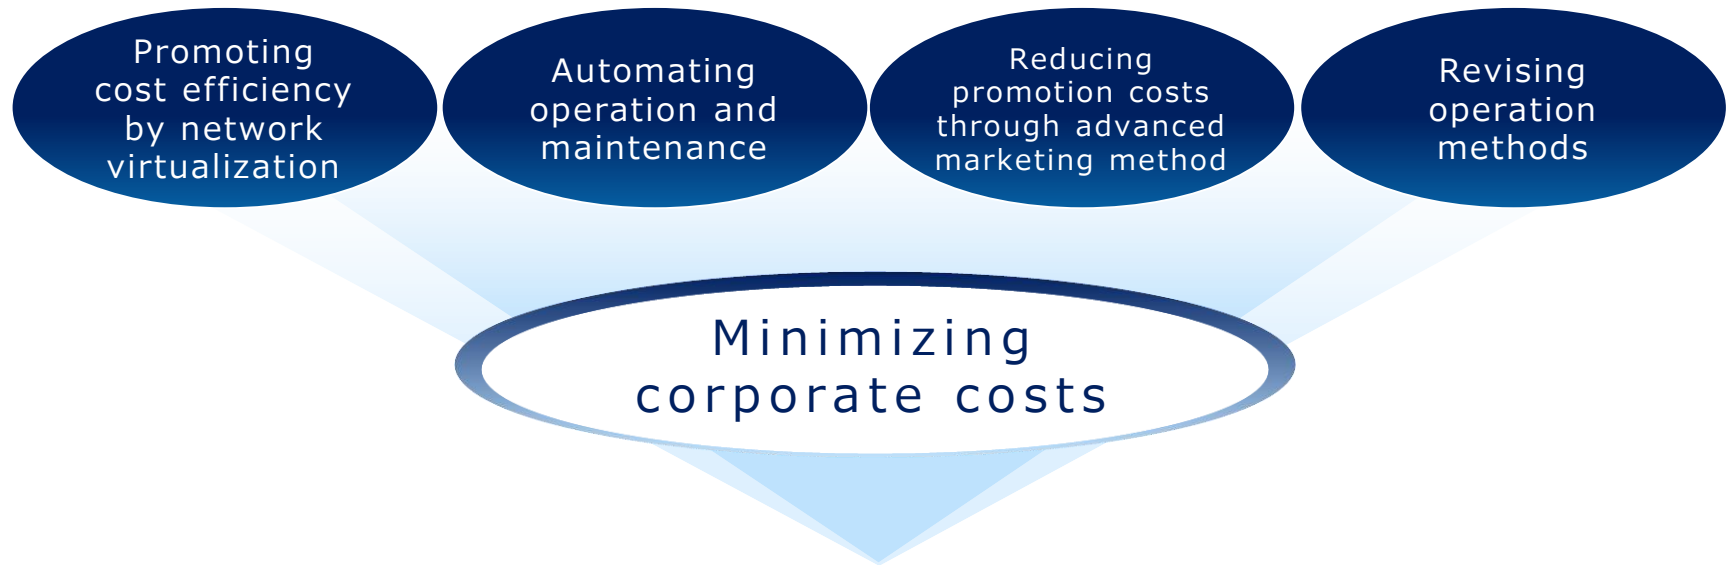 Promoting
cost efficiency
by network
virtualization
Automating
operation and
maintenance
Reducing
promotion costs
through advanced
marketing method
Revising
operation
methods
Minimizing
corporate costs